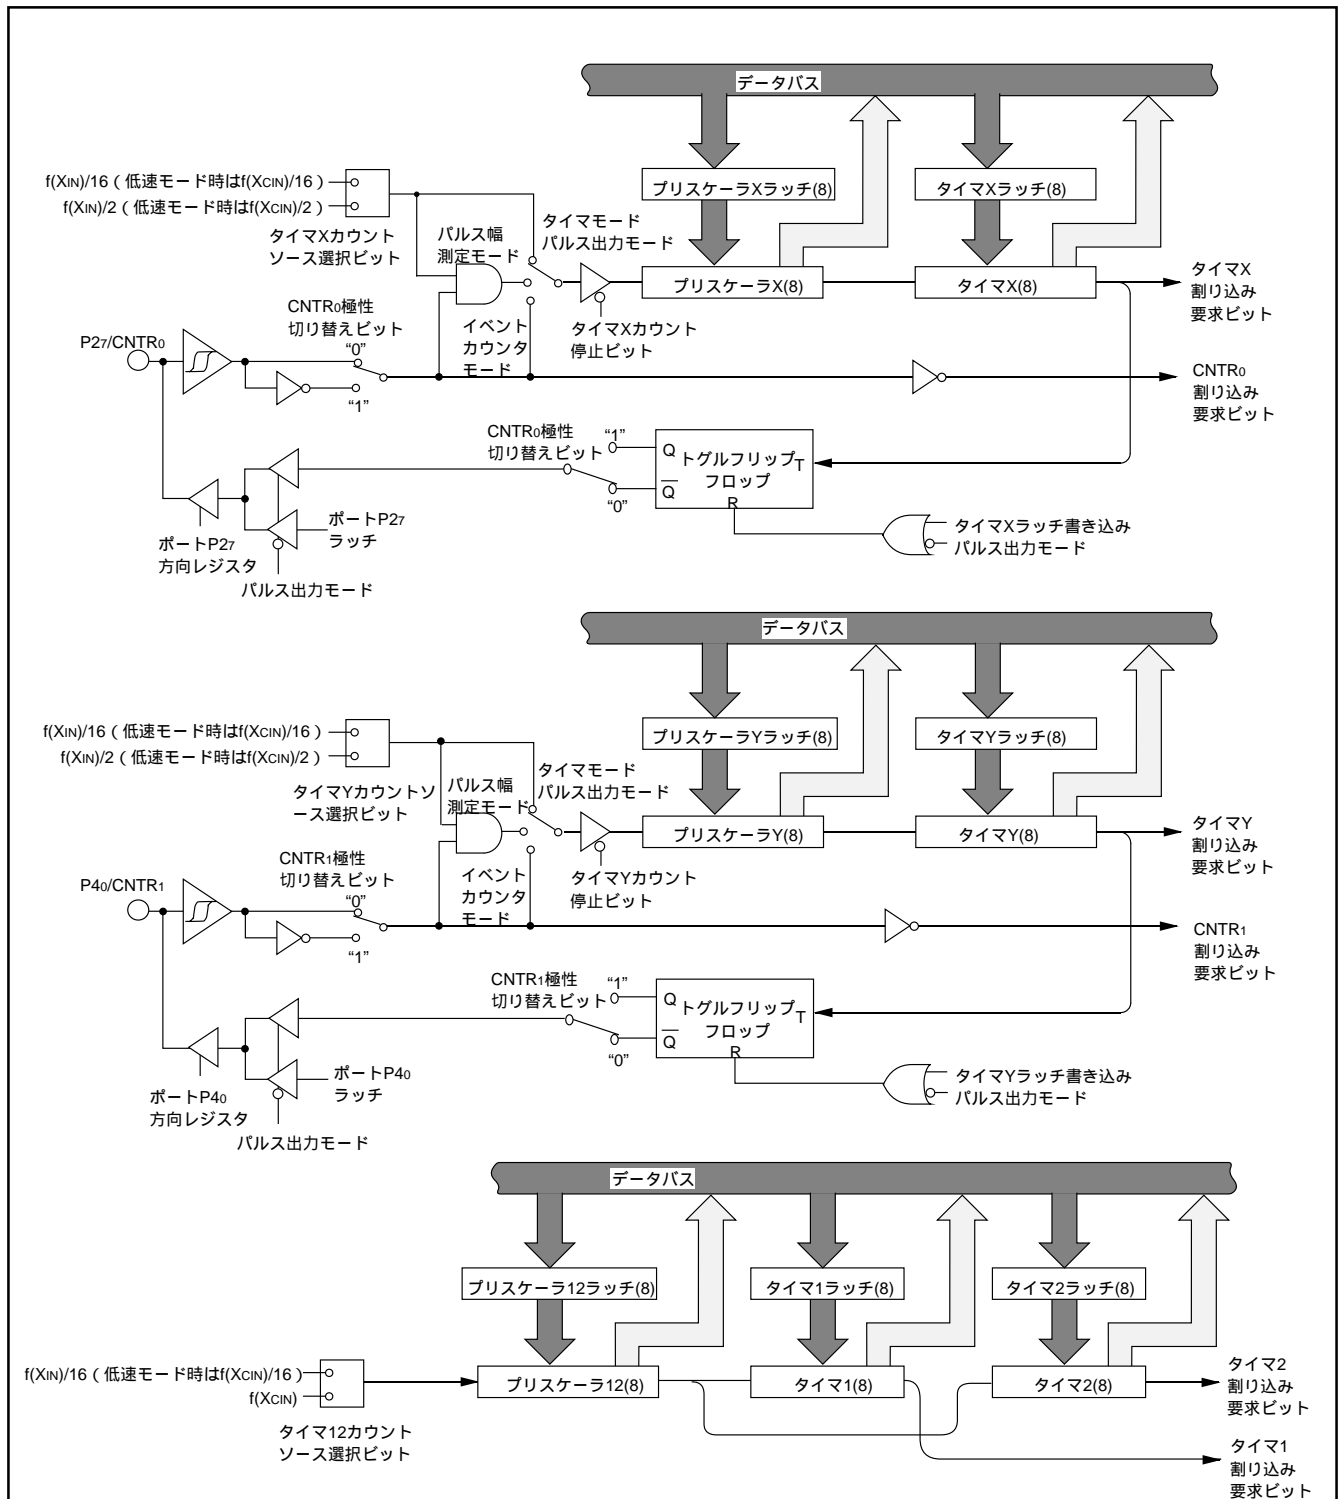 データバス
f(XIN)/16（低速モード時はf(XCIN)/16）
f(XIN)/2（低速モード時はf(XCIN)/2）
タイマXカウント
ソース選択ビット
プリスケーラXラッチ(8)
タイマXラッチ(8)
パルス幅
測定モード
タイマモード
パルス出力モード
プリスケーラX(8)
タイマX(8)
タイマX
割り込み
要求ビット
CNTR0極性
切り替えビット
“0”
“1”
P27/CNTR0
イベント
カウンタ
モード
タイマXカウント
停止ビット
CNTR0
割り込み
要求ビット
CNTR0極性
切り替えビット
“1”
“0”
Q
Q
トグルフリップ
フロップ
T
R
タイマXラッチ書き込み
パルス出力モード
ポートP27
ラッチ
ポートP27
方向レジスタ
パルス出力モード
データバス
f(XIN)/16（低速モード時はf(XCIN)/16）
f(XIN)/2（低速モード時はf(XCIN)/2）
タイマYカウントソ
ース選択ビット
プリスケーラYラッチ(8)
タイマYラッチ(8)
パルス幅
測定モード
タイマモード
パルス出力モード
プリスケーラY(8)
タイマY(8)
タイマY
割り込み
要求ビット
CNTR1極性
切り替えビット
“0”
“1”
P40/CNTR1
イベント
カウンタ
モード
タイマYカウント
停止ビット
CNTR1
割り込み
要求ビット
CNTR1極性
切り替えビット
“1”
“0”
Q
Q
トグルフリップ
フロップ
T
R
タイマYラッチ書き込み
パルス出力モード
ポートP40
ラッチ
ポートP40
方向レジスタ
パルス出力モード
データバス
プリスケーラ12ラッチ(8)
タイマ1ラッチ(8)
タイマ2ラッチ(8)
f(XIN)/16（低速モード時はf(XCIN)/16）
f(XCIN)
タイマ12カウント
ソース選択ビット
プリスケーラ12(8)
タイマ1(8)
タイマ2(8)
タイマ2
割り込み
要求ビット
タイマ1
割り込み
要求ビット